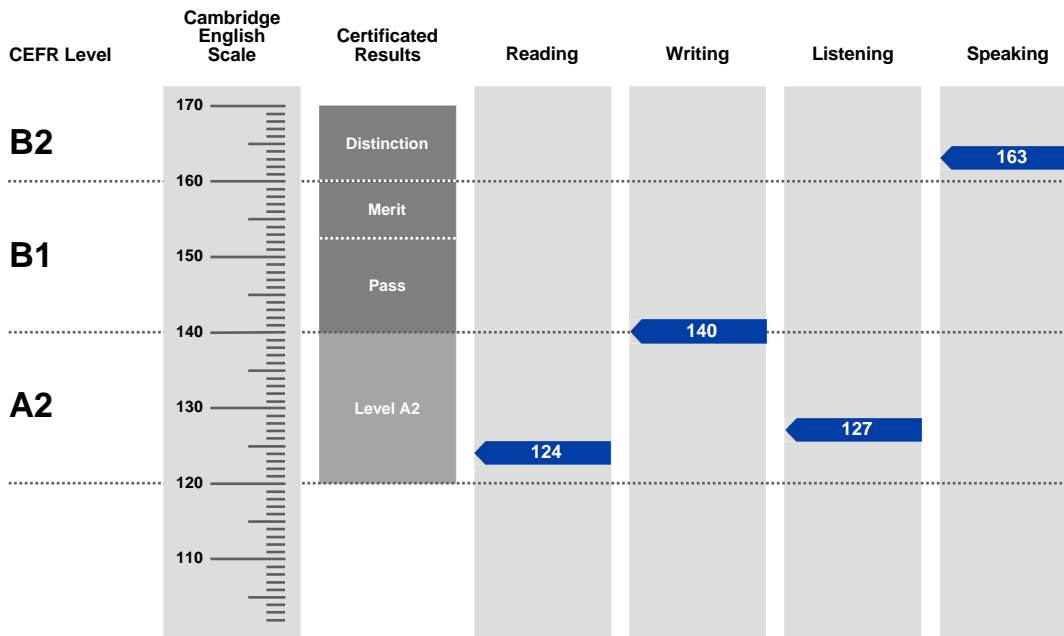 CEFR Level
Cambridge
English
Scale
Certificated
Results
Reading
Writing
Listening
Speaking
170
B2
Distinction
163
160
Merit
B1
150
Pass
140
140
A2
130
Level A2
127
124
120
110